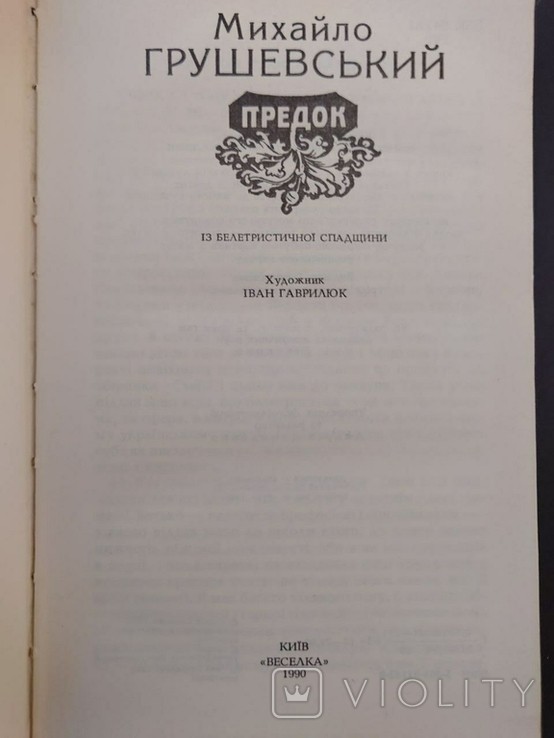 Михайло
ГРУШЕВСЬКИЙ
ПРЕДОК
ІЗ БЕЛЕТРИСТИЧНОЇ СПАДЩИНИ
Художник
ІВАН ГАВРИЛЮК
КИЇВ
«ВЕСЕЛКА»
1990
VIOLITY